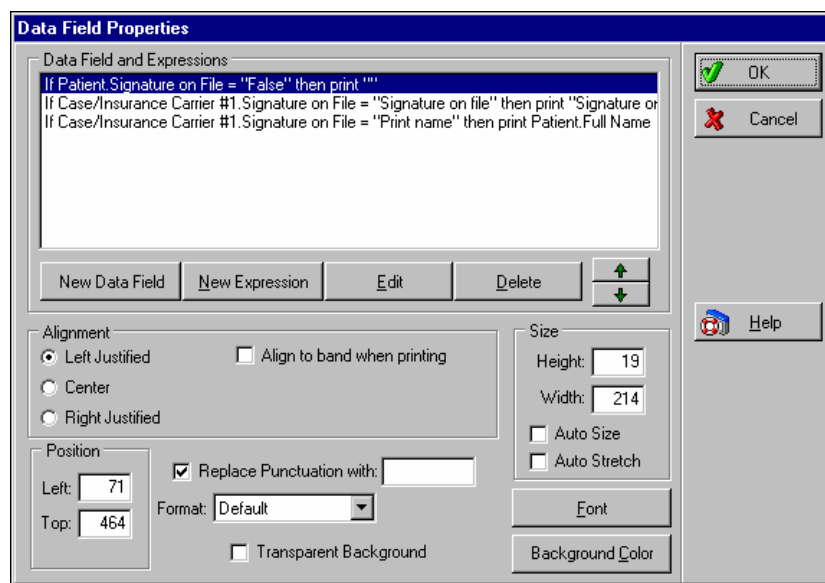 Data Field Properties
Data Field and Expressions
If Patient.Signature on File = "False" then print ""
If Case/Insurance Carrier #1.Signature on File = "Signature on file" then print "Signature or
If Case/Insurance Carrier #1.Signature on File = "Print name" then print Patient.Full Name
New Data Field New Expression Edit Delete
OK
Cancel
Help
Alignment
Left Justified Align to band when printing
Center
Right Justified
Size
Height: 19
Width: 214
Auto Size
Auto Stretch
Position
Left: 71
Top: 464
Replace Punctuation with:
Format: Default
Transparent Background
Font
Background Color